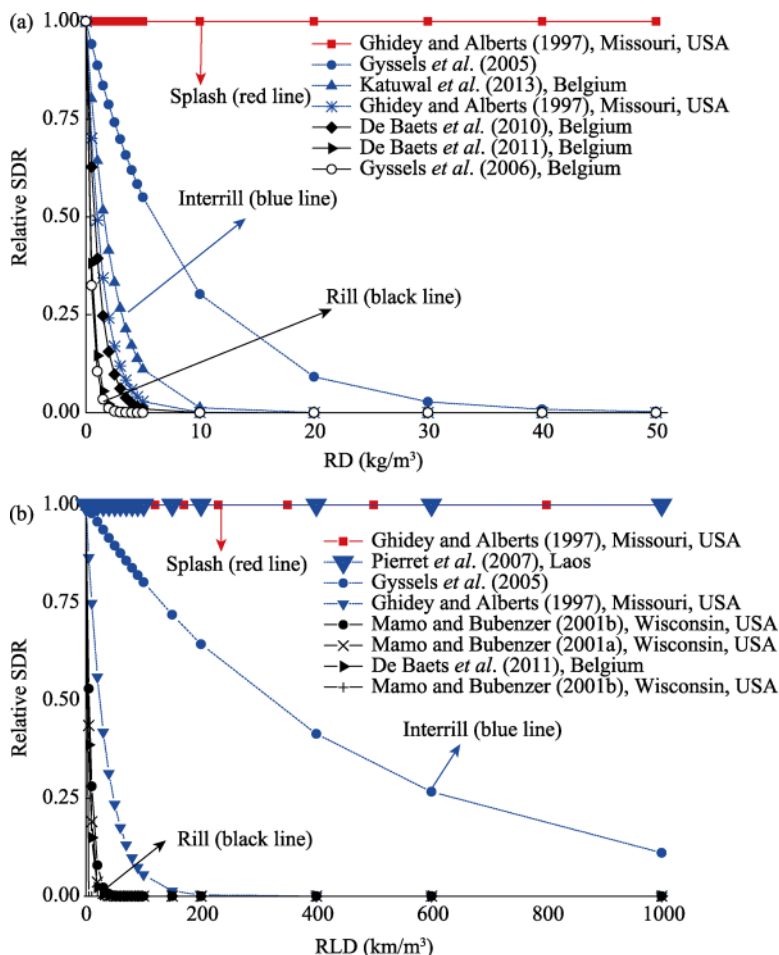 (a)
1.00
0.75
0.50
0.25
0.00
Relative SDR
Splash (red line)
Interrill (blue line)
Rill (black line)
Ghidey and Alberts (1997), Missouri, USA
Gyssels et al. (2005)
Katuwal et al. (2013), Belgium
Ghidey and Alberts (1997), Missouri, USA
De Baets et al. (2010), Belgium
De Baets et al. (2011), Belgium
Gyssels et al. (2006), Belgium
0 10 20 30 40 50
RD (kg/m³)
(b)
1.00
0.75
0.50
0.25
0.00
Relative SDR
Splash (red line)
Ghidey and Alberts (1997), Missouri, USA
Pierret et al. (2007), Laos
Gyssels et al. (2005)
Ghidey and Alberts (1997), Missouri, USA
Mamo and Bubenzer (2001b), Wisconsin, USA
Mamo and Bubenzer (2001a), Wisconsin, USA
De Baets et al. (2011), Belgium
Mamo and Bubenzer (2001b), Wisconsin, USA
Interrill (blue line)
Rill (black line)
0 200 400 600 800 1000
RLD (km/m³)